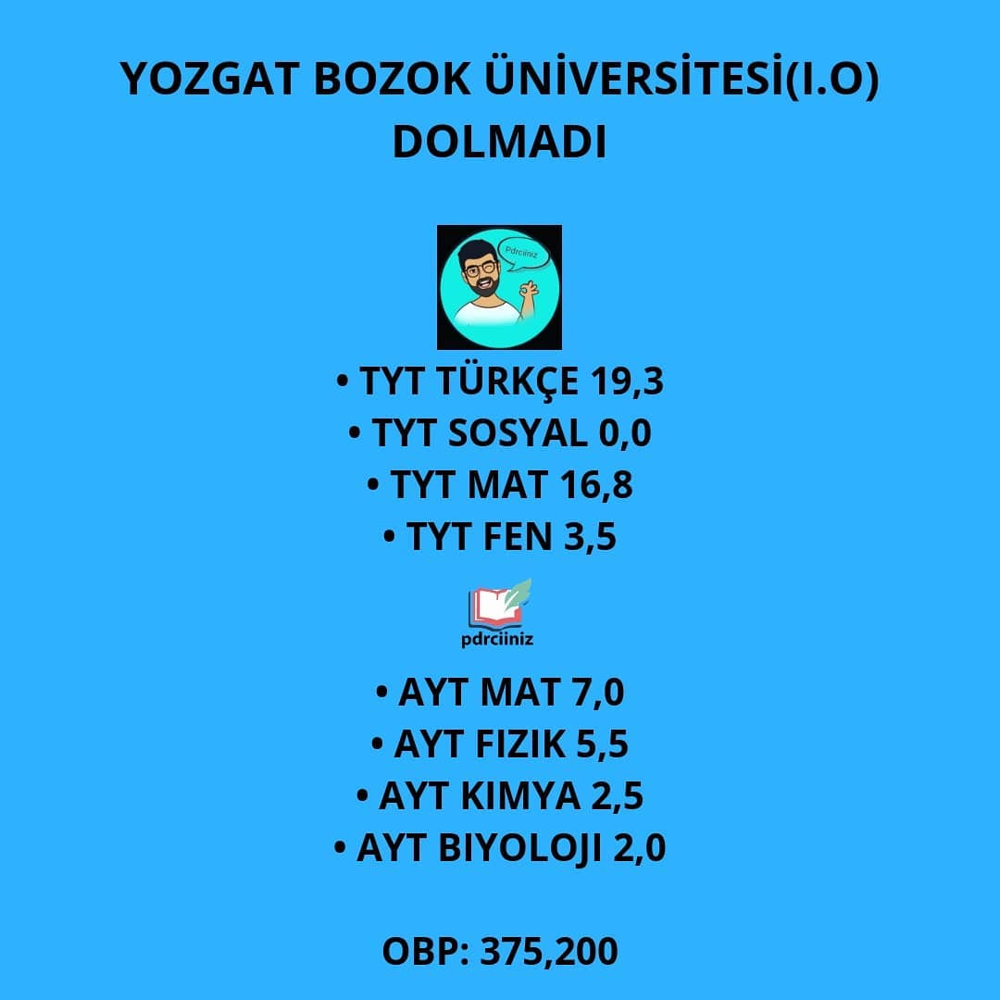 YOZGAT BOZOK ÜNİVERSİTESİ(I.O)
DOLMADI
Pdrciiniz
• TYT TÜRKÇE 19,3
• TYT SOSYAL 0,0
• TYT MAT 16,8
• TYT FEN 3,5
pdrciiniz
• AYT MAT 7,0
• AYT FIZIK 5,5
• AYT KIMYA 2,5
• AYT BIYOLOJI 2,0
OBP: 375,200